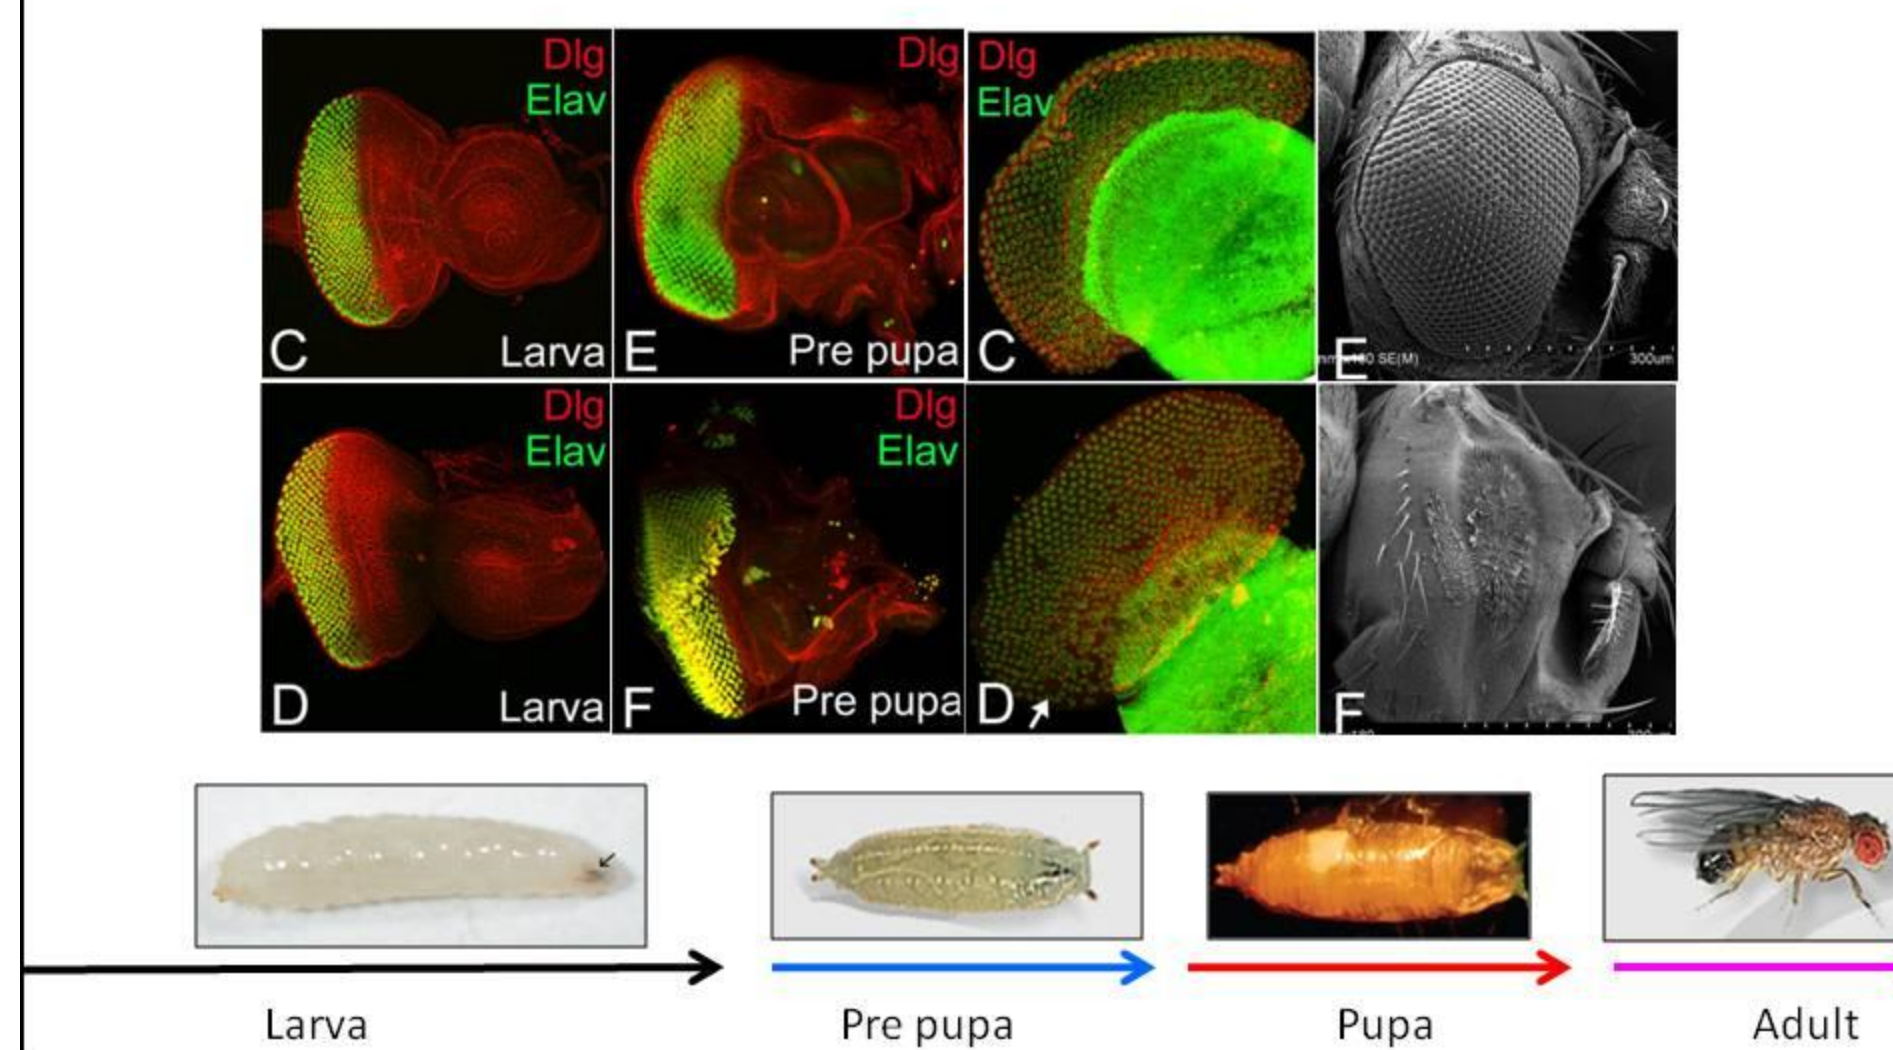 Dlg
Elav
C
Larva
Dlg
E
Pre pupa
Dlg
Elav
C
E
SE(M)
300um
Dlg
Elav
D
Larva
Dlg
Elav
F
Pre pupa
D
F
Larva
Pre pupa
Pupa
Adult